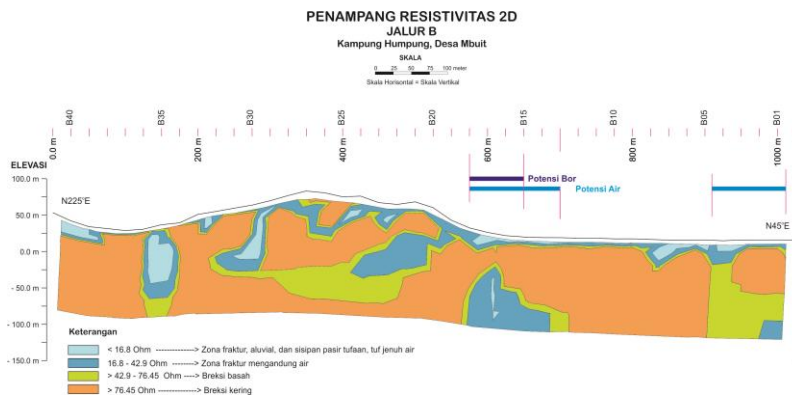 PENAMPANG RESISTIVITAS 2D
JALUR B
Kampung Humpung, Desa Mbuit
SKALA
0 25 50 75 100 meter
Skala Horisontal = Skala Vertikal
B40 B35 B30 B25 B20 B15 B10 B05 B01
0.0 m 200 m 400 m 600 m 800 m 1000 m
ELEVASI
100.0 m
Potensi Bor
Potensi Air
N225°E
50.0 m
N45°E
0.0 m
- 50.0 m
- 100.0 m
- 150.0 m
Keterangan
< 16.8 Ohm -------------> Zona fraktur, aluvial, dan sisipan pasir tufaan, tuf jenuh air
16.8 - 42.9 Ohm ----> Zona fraktur mengandung air
> 42.9 -76.45 Ohm ----> Breksi basah
> 76.45 Ohm --------------> Breksi kering